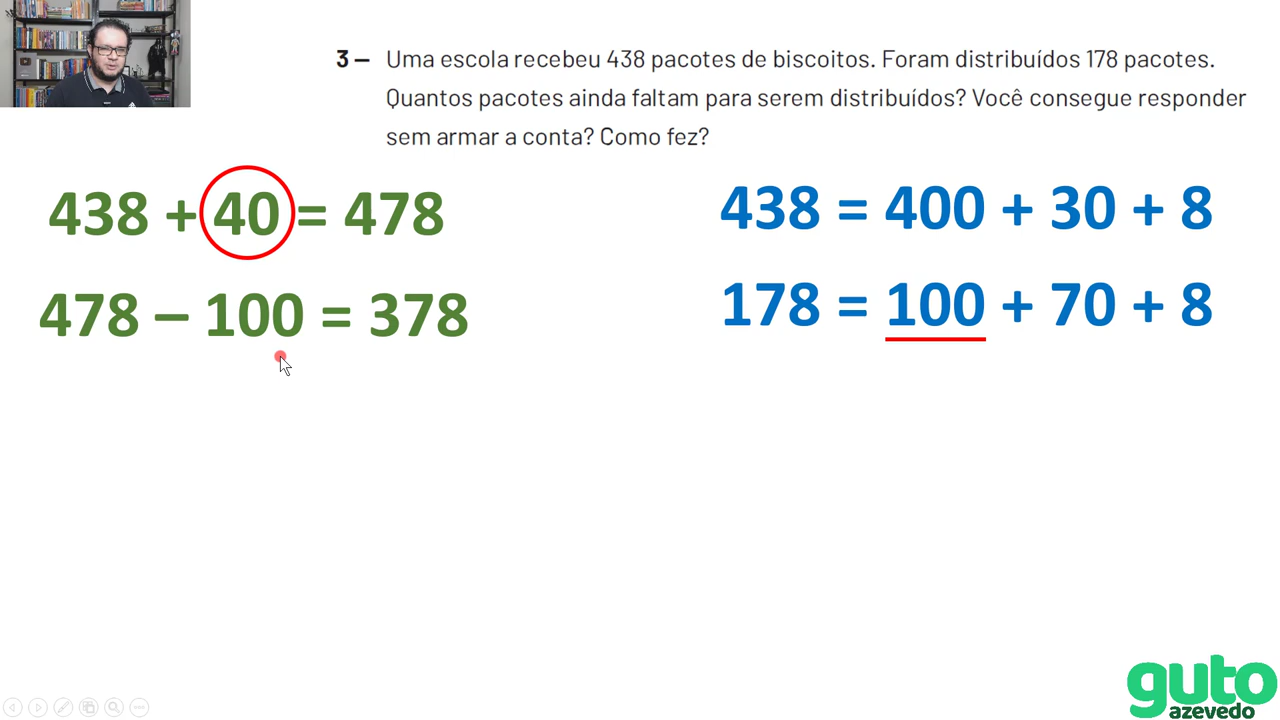 3 – Uma escola recebeu 438 pacotes de biscoitos. Foram distribuídos 178 pacotes.
Quantos pacotes ainda faltam para serem distribuídos? Você consegue responder
sem armar a conta? Como fez?
438 + 40 = 478
478 – 100 = 378
438 = 400 + 30 + 8
178 = 100 + 70 + 8
guto
azevedo